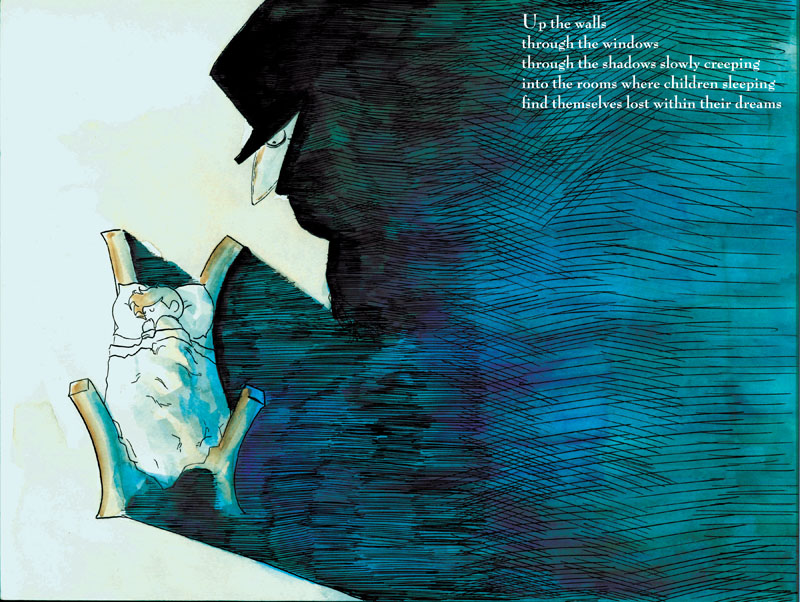 Up the walls
through the windows
through the shadows slowly creeping
into the rooms where children sleeping
find themselves lost within their dreams